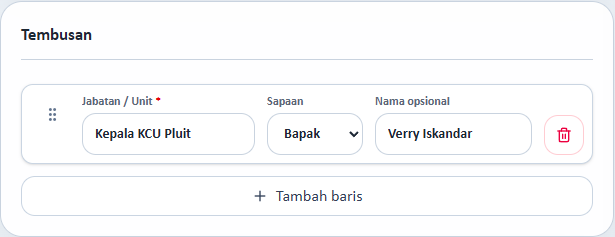 Tembusan
Jabatan / Unit * Sapaan Nama opsional
Kepala KCU Pluit Bapak Verry Iskandar
+ Tambah baris